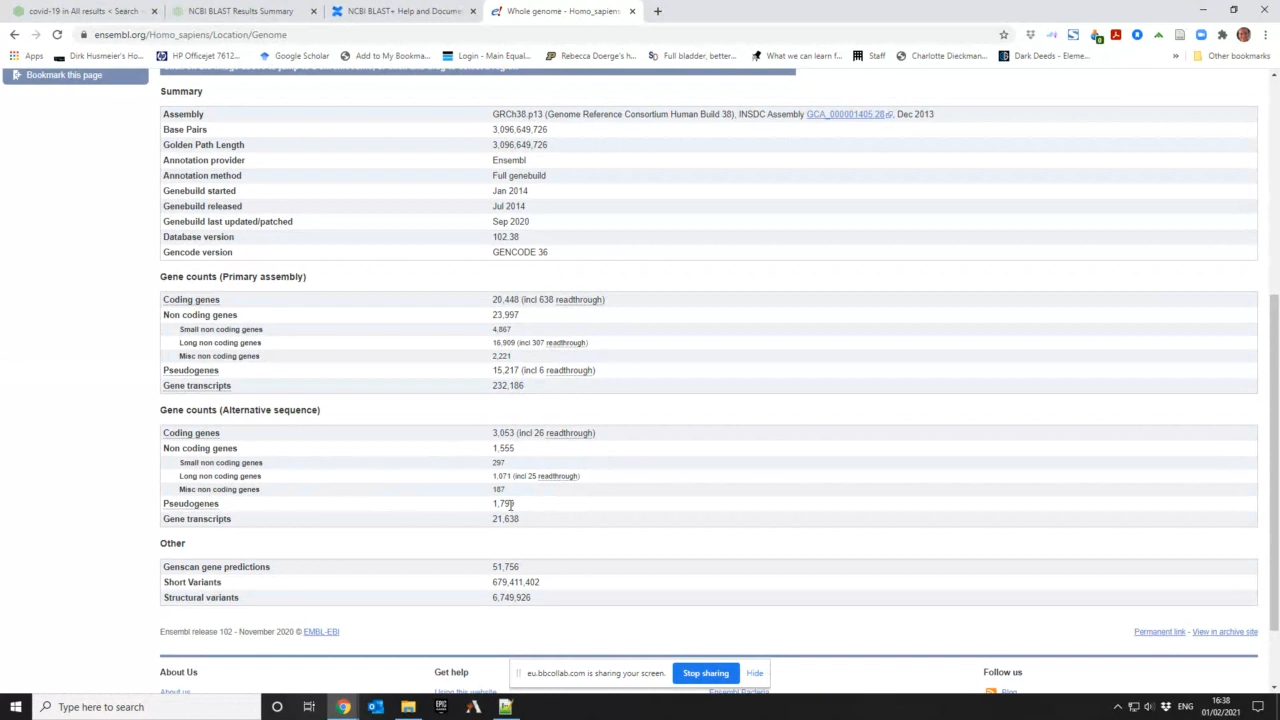 covid-19 in All results < Search
NCBI BLAST Results Summary
NCBI BLAST+ Help and Docume
Whole genome - Homo_sapiens
ensembl.org/Homo_sapiens/Location/Genome
Apps
Dirk Husmeier's Ho...
HP Officejet 7612...
Google Scholar
Add to My Bookma...
Login - Main Equal...
Rebecca Doerge's h...
Full bladder, better...
What we can learn f...
Staff
Charlotte Dieckman...
Dark Deeds - Eleme...
»
Other bookmarks
Bookmark this page
Summary
Assembly GRCh38.p13 (Genome Reference Consortium Human Build 38), INSDC Assembly GCA_000001405.28, Dec 2013
Base Pairs 3,096,649,726
Golden Path Length 3,096,649,726
Annotation provider Ensembl
Annotation method Full genebuild
Genebuild started Jan 2014
Genebuild released Jul 2014
Genebuild last updated/patched Sep 2020
Database version 102.38
Gencode version GENCODE 36
Gene counts (Primary assembly)
Coding genes 20,448 (incl 638 readthrough)
Non coding genes 23,997
Small non coding genes 4,867
Long non coding genes 16,909 (incl 307 readthrough)
Misc non coding genes 2,221
Pseudogenes 15,217 (incl 6 readthrough)
Gene transcripts 232,186
Gene counts (Alternative sequence)
Coding genes 3,053 (incl 26 readthrough)
Non coding genes 1,555
Small non coding genes 297
Long non coding genes 1,071 (incl 25 readthrough)
Misc non coding genes 187
Pseudogenes 1,799
Gene transcripts 21,638
Other
Genscan gene predictions 51,756
Short Variants 679,411,402
Structural variants 6,749,926
Ensembl release 102 - November 2020 © EMBL-EBI
Permanent link - View in archive site
About Us
Get help
Follow us
eu.bbcollab.com is sharing your screen.
Stop sharing
Hide
About us
Using this website
Ensembl Bacteria
Blog
Type here to search
EPIC
ENG
16:38
01/02/2021